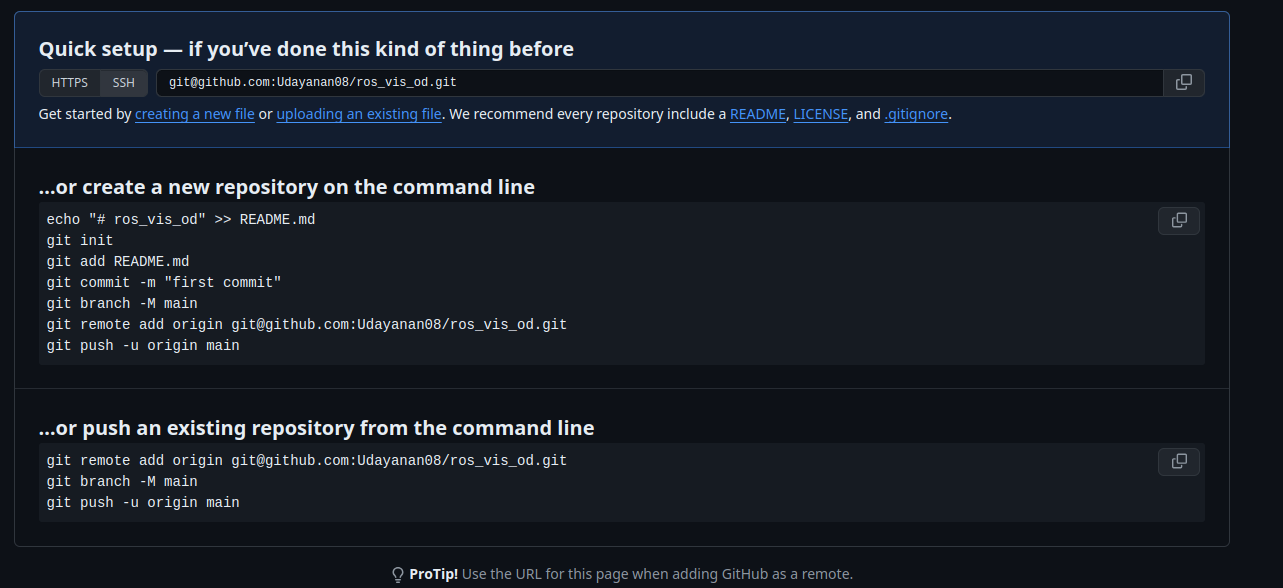 Quick setup — if you’ve done this kind of thing before
HTTPS SSH git@github.com:Udayanan08/ros_vis_od.git
Get started by creating a new file or uploading an existing file. We recommend every repository include a README, LICENSE, and .gitignore.
…or create a new repository on the command line
echo "# ros_vis_od" >> README.md
git init
git add README.md
git commit -m "first commit"
git branch -M main
git remote add origin git@github.com:Udayanan08/ros_vis_od.git
git push -u origin main
…or push an existing repository from the command line
git remote add origin git@github.com:Udayanan08/ros_vis_od.git
git branch -M main
git push -u origin main
ProTip! Use the URL for this page when adding GitHub as a remote.